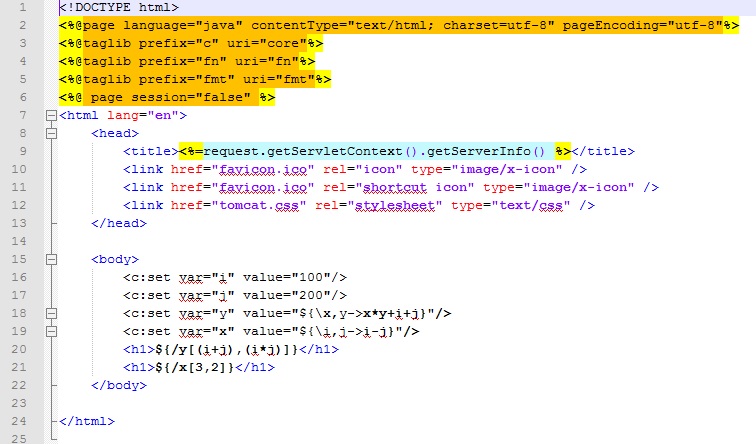 1 <!DOCTYPE html>
2 <%@page language="java" contentType="text/html; charset=utf-8" pageEncoding="utf-8"%>
3 <%@taglib prefix="c" uri="core"%>
4 <%@taglib prefix="fn" uri="fn"%>
5 <%@taglib prefix="fmt" uri="fmt"%>
6 <%@ page session="false" %>
7 <html lang="en">
8 <head>
9 <title><%=request.getServletContext().getServerInfo() %></title>
10 <link href="favicon.ico" rel="icon" type="image/x-icon" />
11 <link href="favicon.ico" rel="shortcut icon" type="image/x-icon" />
12 <link href="tomcat.css" rel="stylesheet" type="text/css" />
13 </head>
14
15 <body>
16 <c:set var="i" value="100"/>
17 <c:set var="j" value="200"/>
18 <c:set var="y" value="${\x,y->x*y+i+j}"/>
19 <c:set var="x" value="${\i,j->i-j}"/>
20 <h1>${/y[(i+j),(i*j)]}</h1>
21 <h1>${/x[3,2]}</h1>
22 </body>
23
24 </html>
25